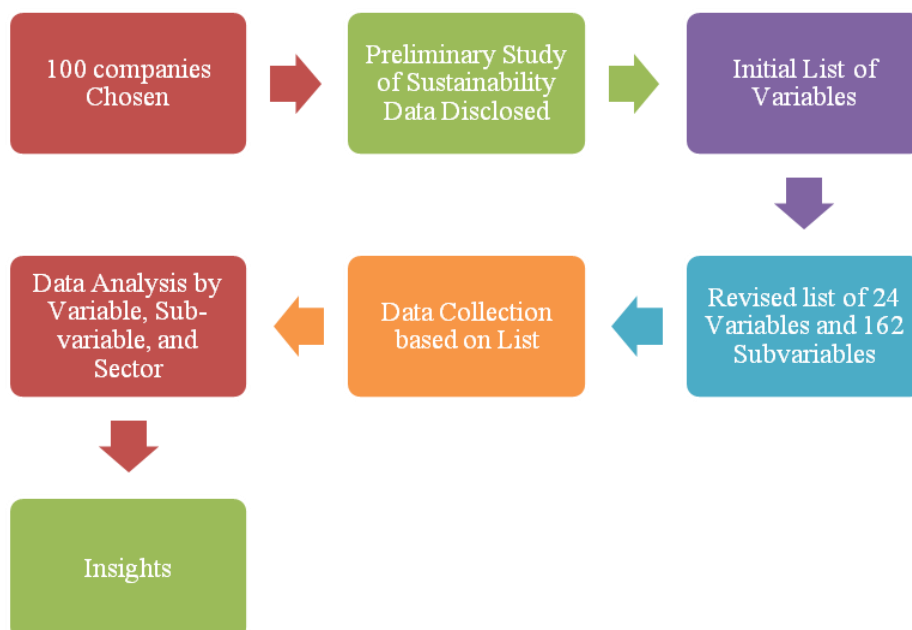 100 companies
Chosen
Preliminary Study
of Sustainability
Data Disclosed
Initial List of
Variables
Revised list of 24
Variables and 162
Subvariables
Data Collection
based on List
Data Analysis by
Variable, Sub-
variable, and
Sector
Insights